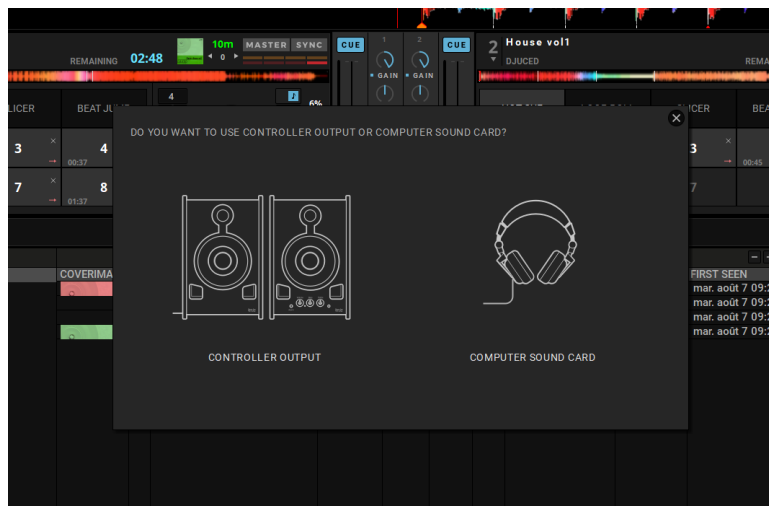 10m
MASTER SYNC
REMAINING 02:48
0
CUE
1
GAIN
2
GAIN
CUE
2 House vol1
DJUCED
REMA
LICER
BEAT JU
4
6%
SLICER
BEA
3
4
00:37
7
8
01:37
3
00:45
7
DO YOU WANT TO USE CONTROLLER OUTPUT OR COMPUTER SOUND CARD?
CONTROLLER OUTPUT
COMPUTER SOUND CARD
COVERIMA
FIRST SEEN
mar. août 7 09:2
mar. août 7 09:2
mar. août 7 09:2
mar. août 7 09:2